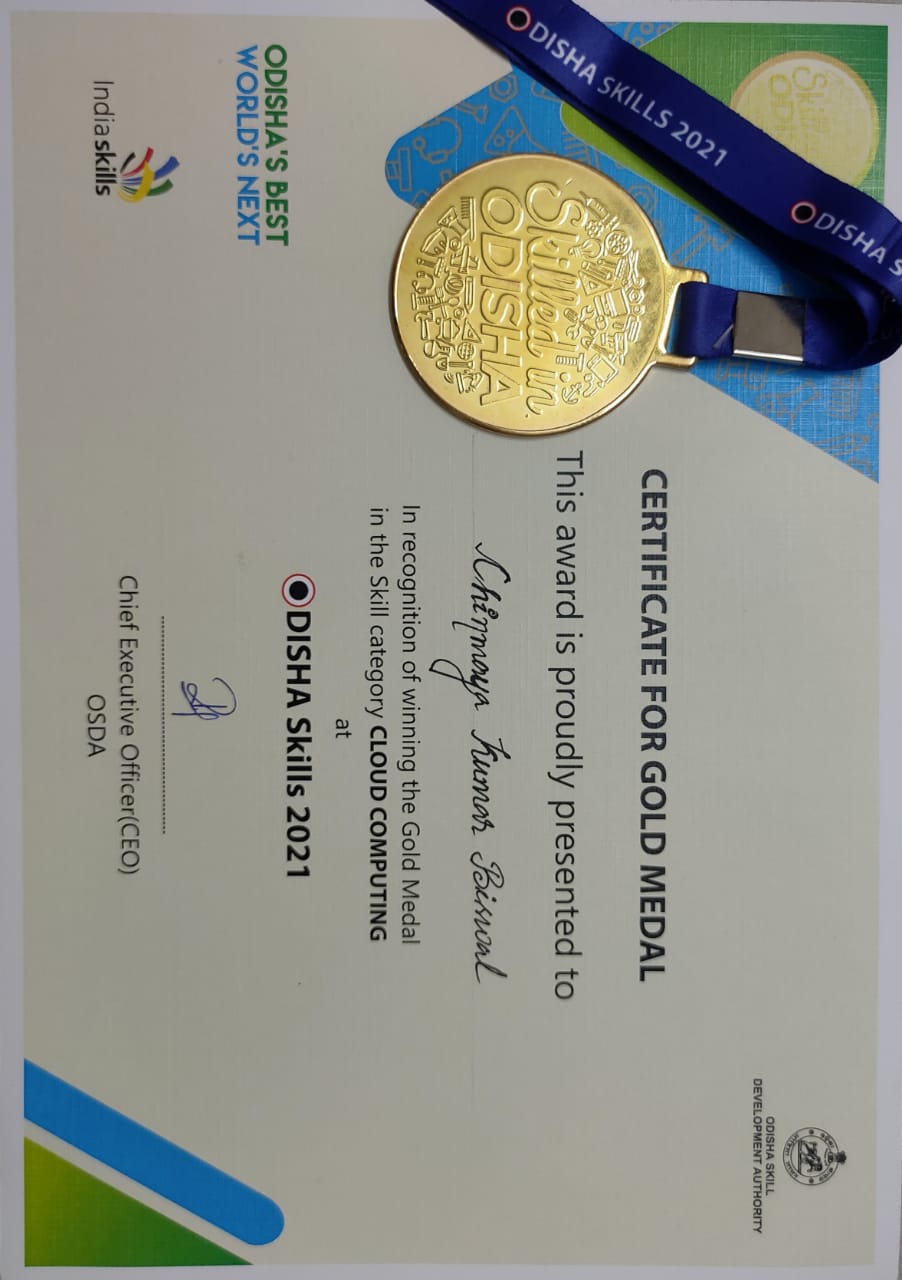 Skilled
ODISHA S
ODISHA SKILLS 2021
Skilled in
ODISHA
ODISHA SKILL
DEVELOPMENT AUTHORITY
CERTIFICATE FOR GOLD MEDAL
This award is proudly presented to
Chinmaya Kumar Biswal
In recognition of winning the Gold Medal
in the Skill category CLOUD COMPUTING
at
ODISHA Skills 2021
ODISHA'S BEST
WORLD'S NEXT
India skills
Chief Executive Officer(CEO)
OSDA